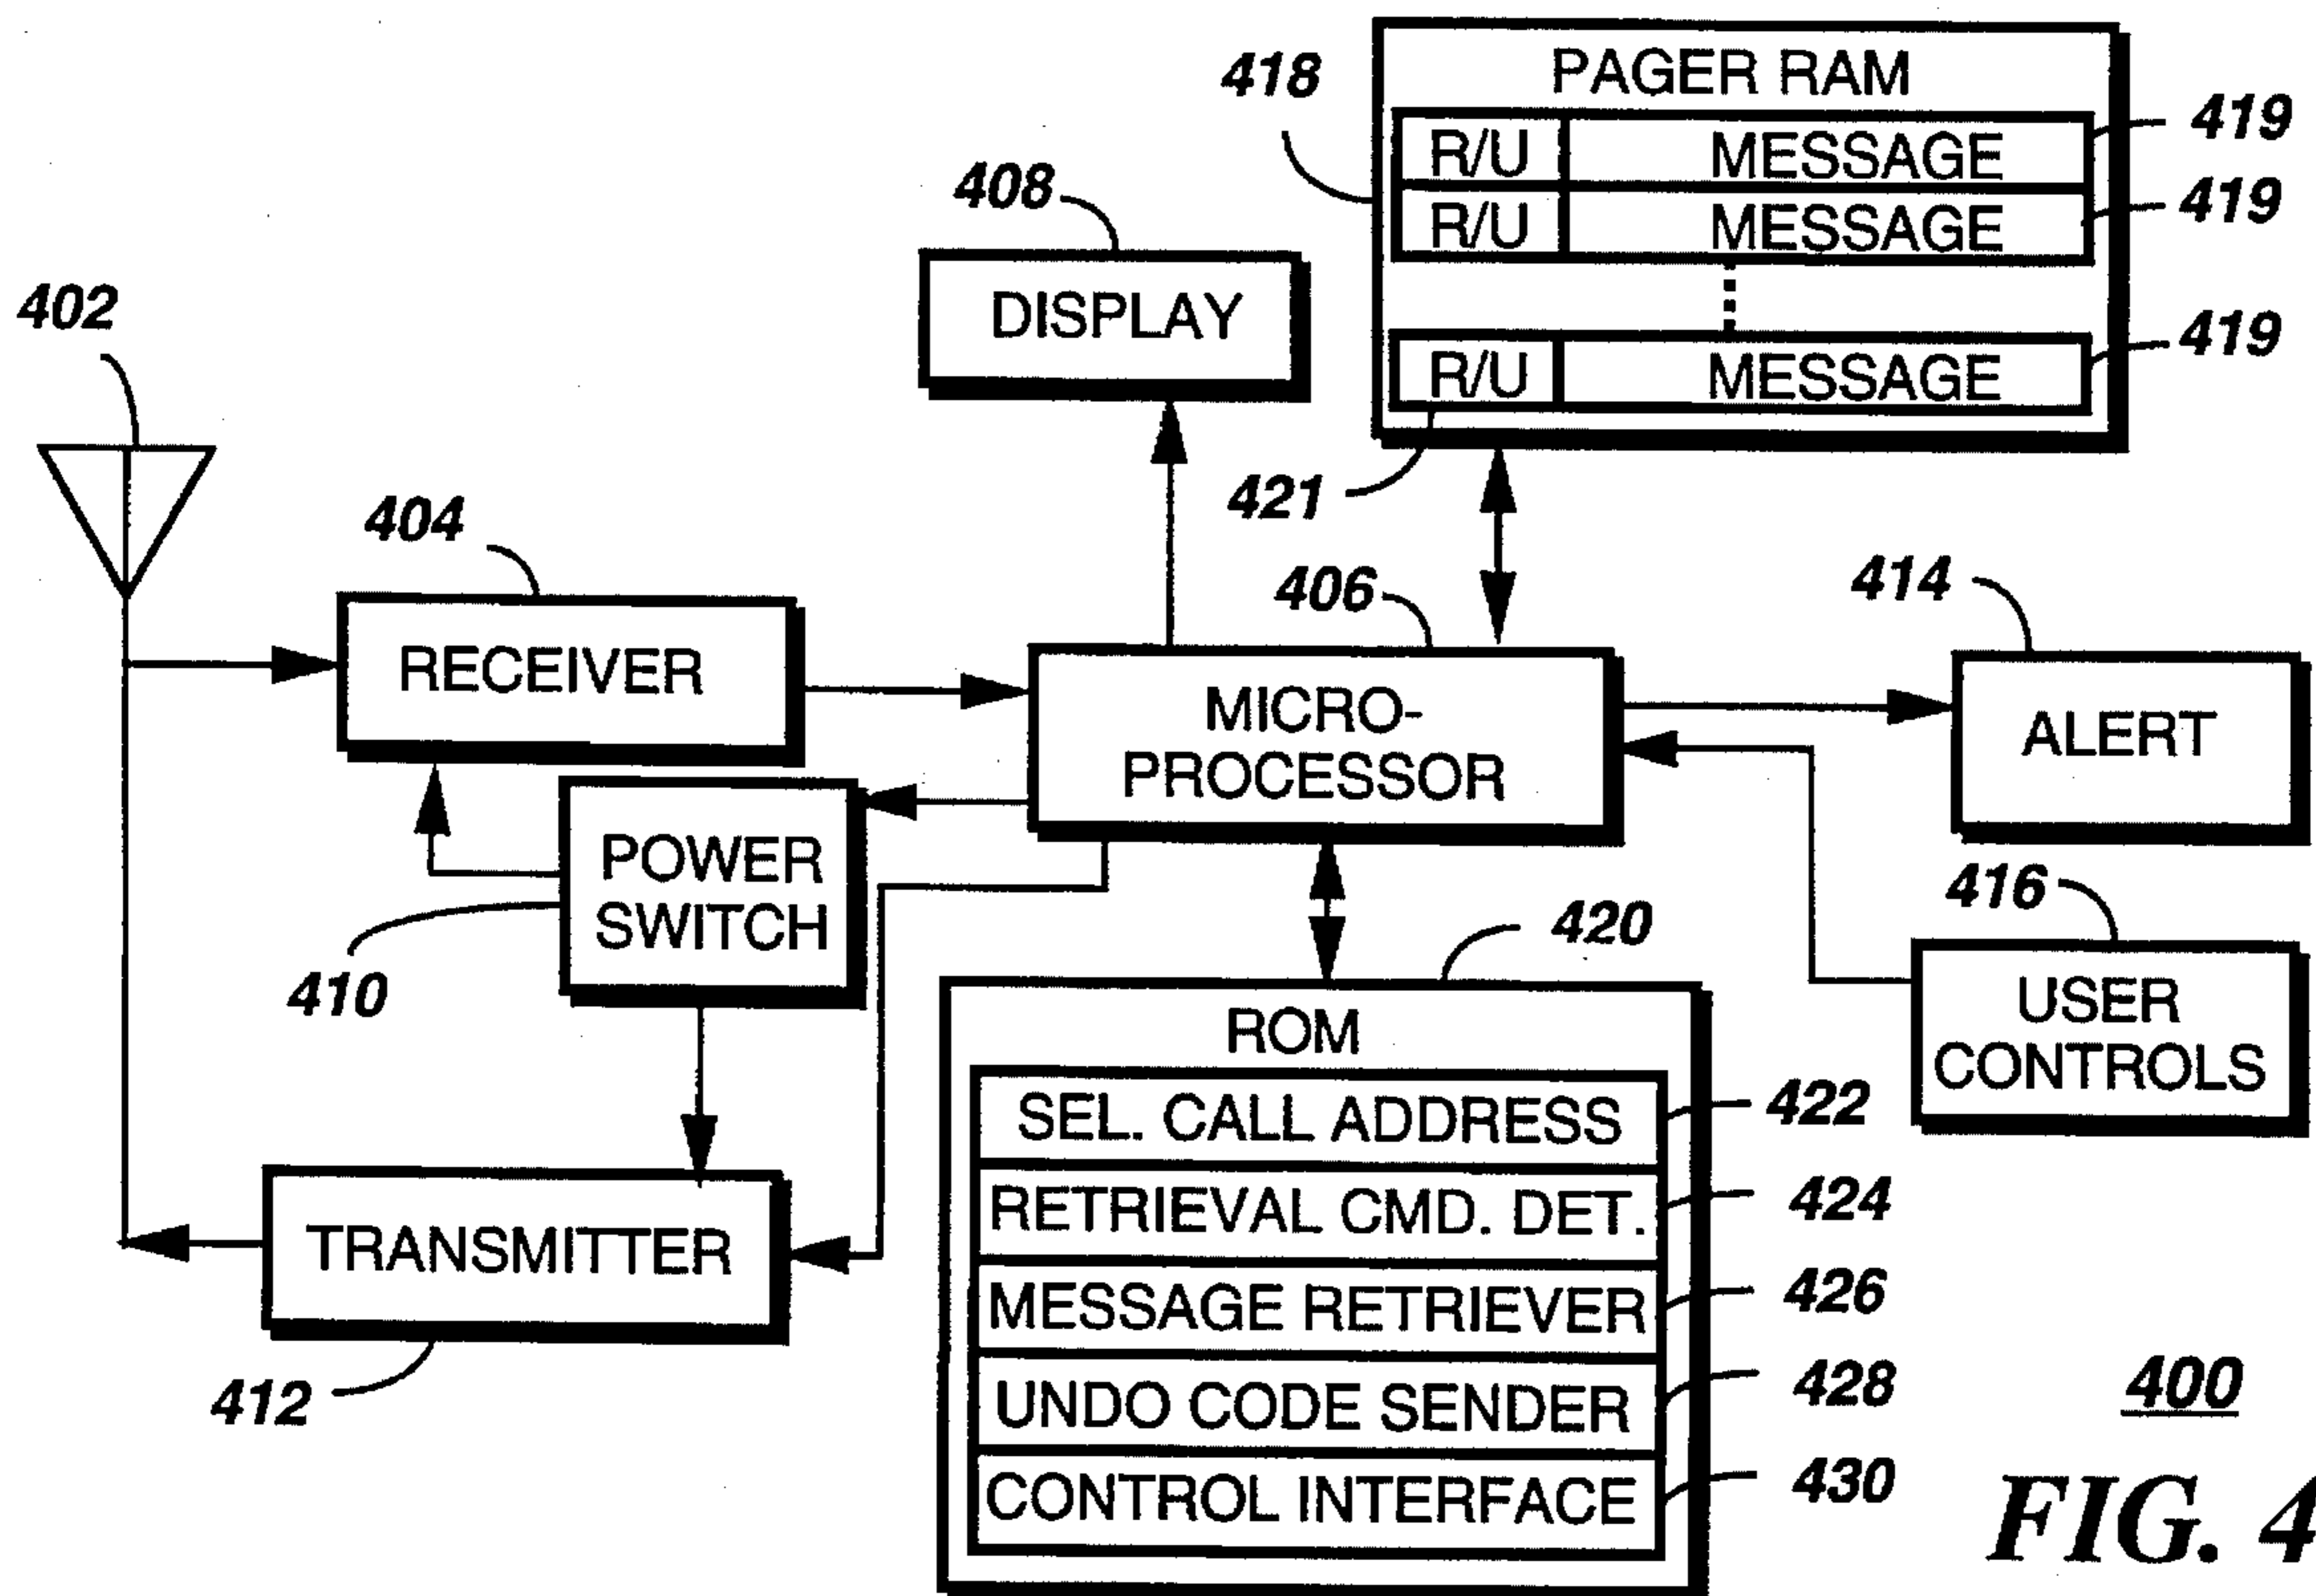 418
PAGER RAM
R/U MESSAGE 419
R/U MESSAGE 419
R/U MESSAGE 419
421
408
DISPLAY
402
404
RECEIVER
406
MICRO-
PROCESSOR
414
ALERT
POWER
SWITCH
410
416
USER
CONTROLS
420
ROM
SEL. CALL ADDRESS 422
RETRIEVAL CMD. DET. 424
MESSAGE RETRIEVER 426
UNDO CODE SENDER 428
CONTROL INTERFACE 430
TRANSMITTER
412
400
FIG. 4